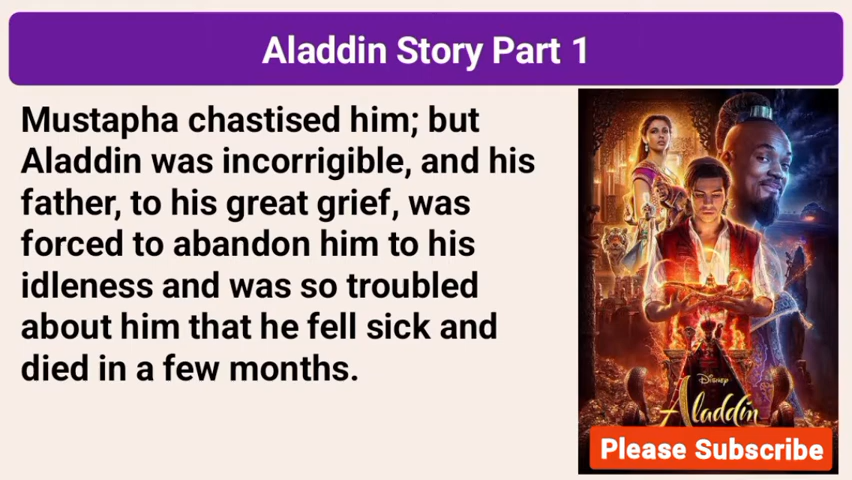 Aladdin Story Part 1
Mustapha chastised him; but
Aladdin was incorrigible, and his
father, to his great grief, was
forced to abandon him to his
idleness and was so troubled
about him that he fell sick and
died in a few months.
Disney
Aladdin
Please Subscribe